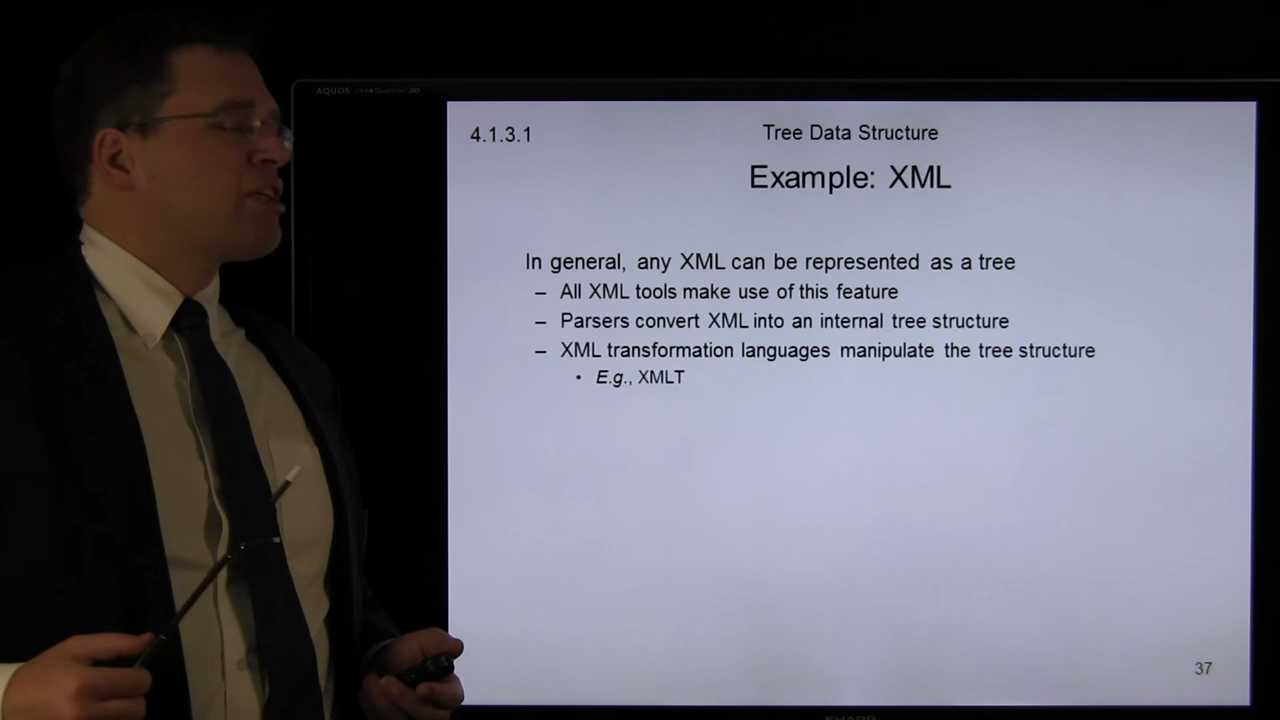 AQUOS
4.1.3.1
Tree Data Structure
Example: XML
In general, any XML can be represented as a tree
– All XML tools make use of this feature
– Parsers convert XML into an internal tree structure
– XML transformation languages manipulate the tree structure
• E.g., XMLT
37
SHARP